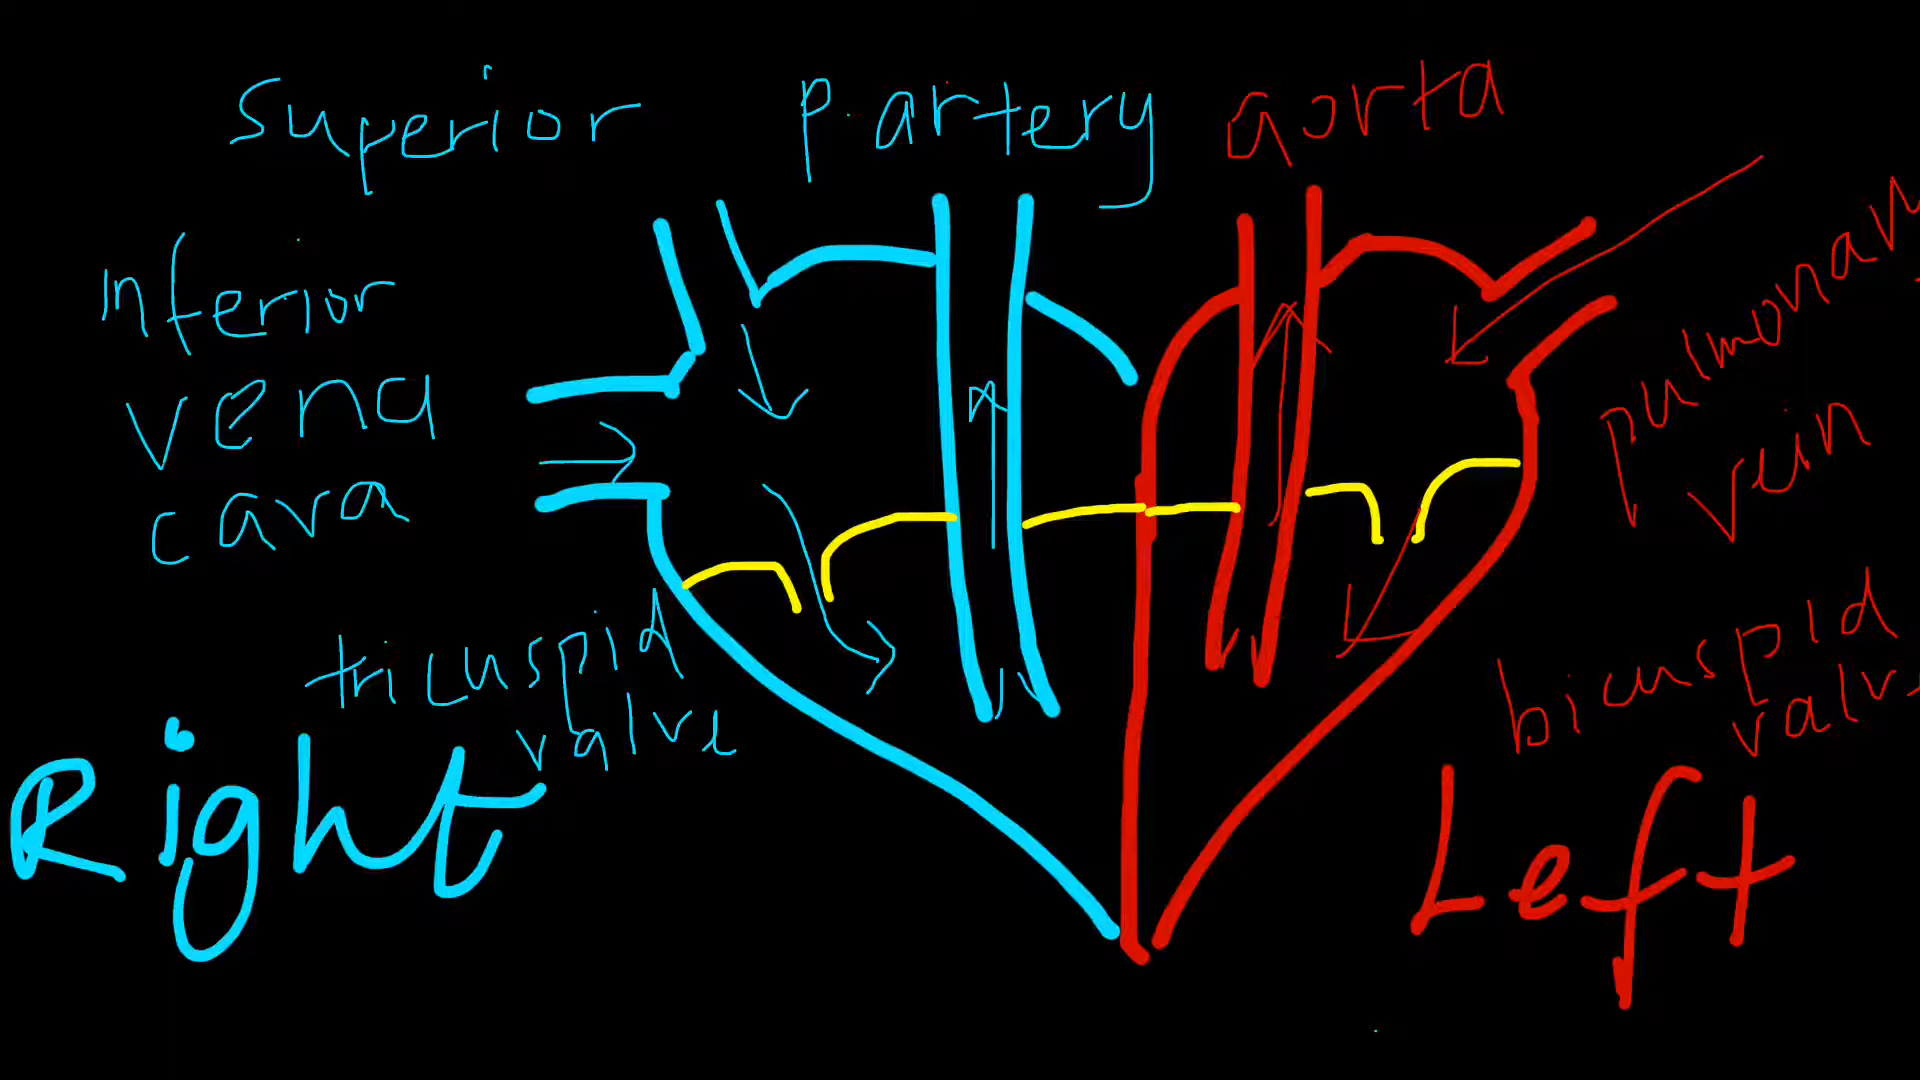 Superior
p. artery
aorta
Inferior
vena
cava
pulmonary
vein
tricuspid
valve
bicuspid
valve
Right
Left